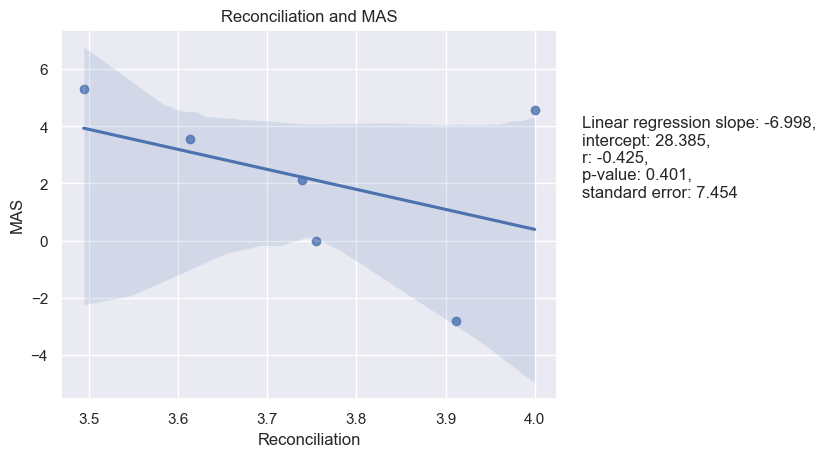 Reconciliation and MAS
6
4
2
0
−2
−4
MAS
3.5
3.6
3.7
3.8
3.9
4.0
Reconciliation
Linear regression slope: -6.998,
intercept: 28.385,
r: -0.425,
p-value: 0.401,
standard error: 7.454